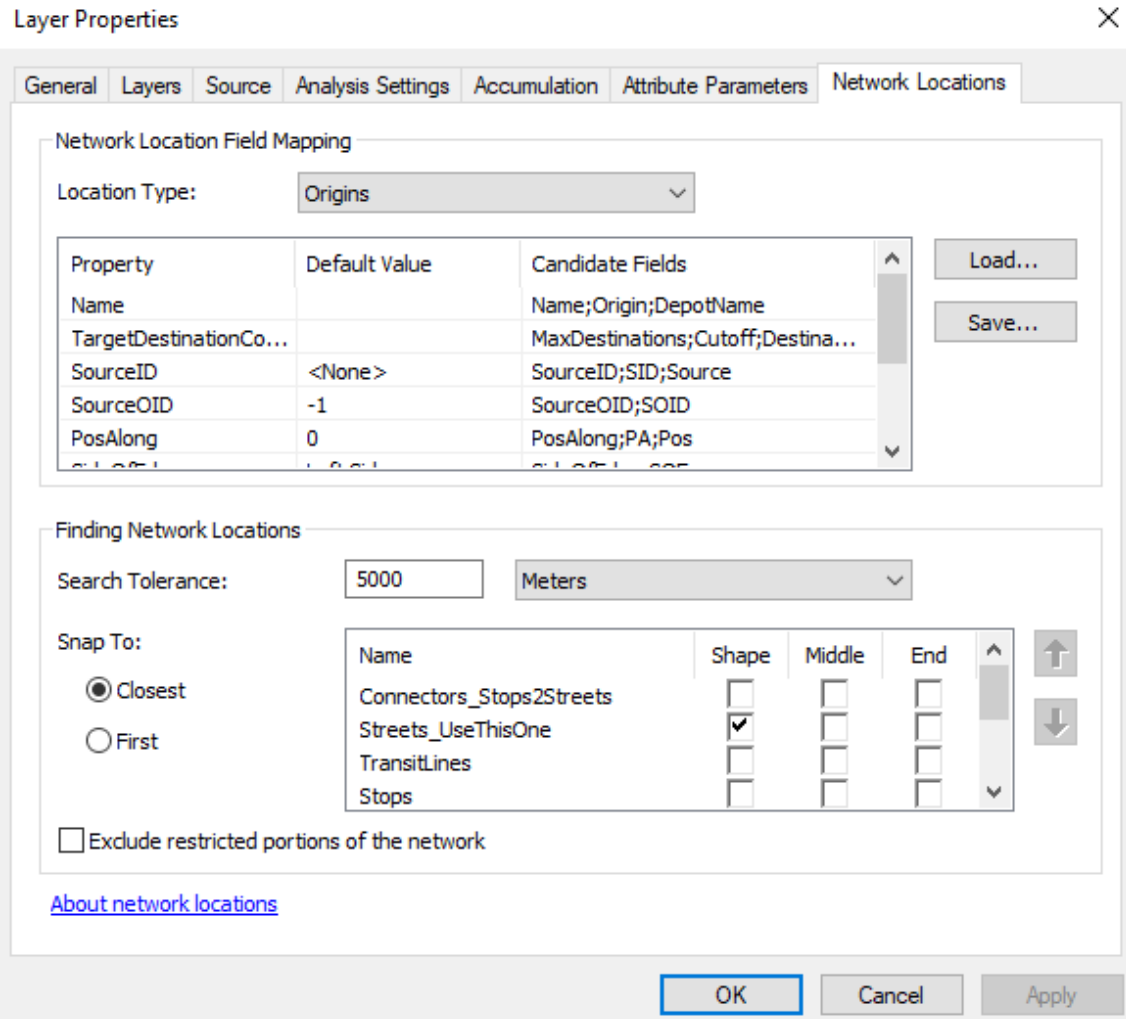 Layer Properties
General Layers Source Analysis Settings Accumulation Attribute Parameters Network Locations
Network Location Field Mapping
Location Type: Origins
Property Default Value Candidate Fields
Name Name;Origin;DepotName
TargetDestinationCo... MaxDestinations;Cutoff;Destina...
SourceID <None> SourceID;SID;Source
SourceOID -1 SourceOID;SOID
PosAlong 0 PosAlong;PA;Pos
Load...
Save...
Finding Network Locations
Search Tolerance: 5000 Meters
Snap To:
Closest
First
Name Shape Middle End
Connectors_Stops2Streets
Streets_UseThisOne
TransitLines
Stops
Exclude restricted portions of the network
About network locations
OK Cancel Apply